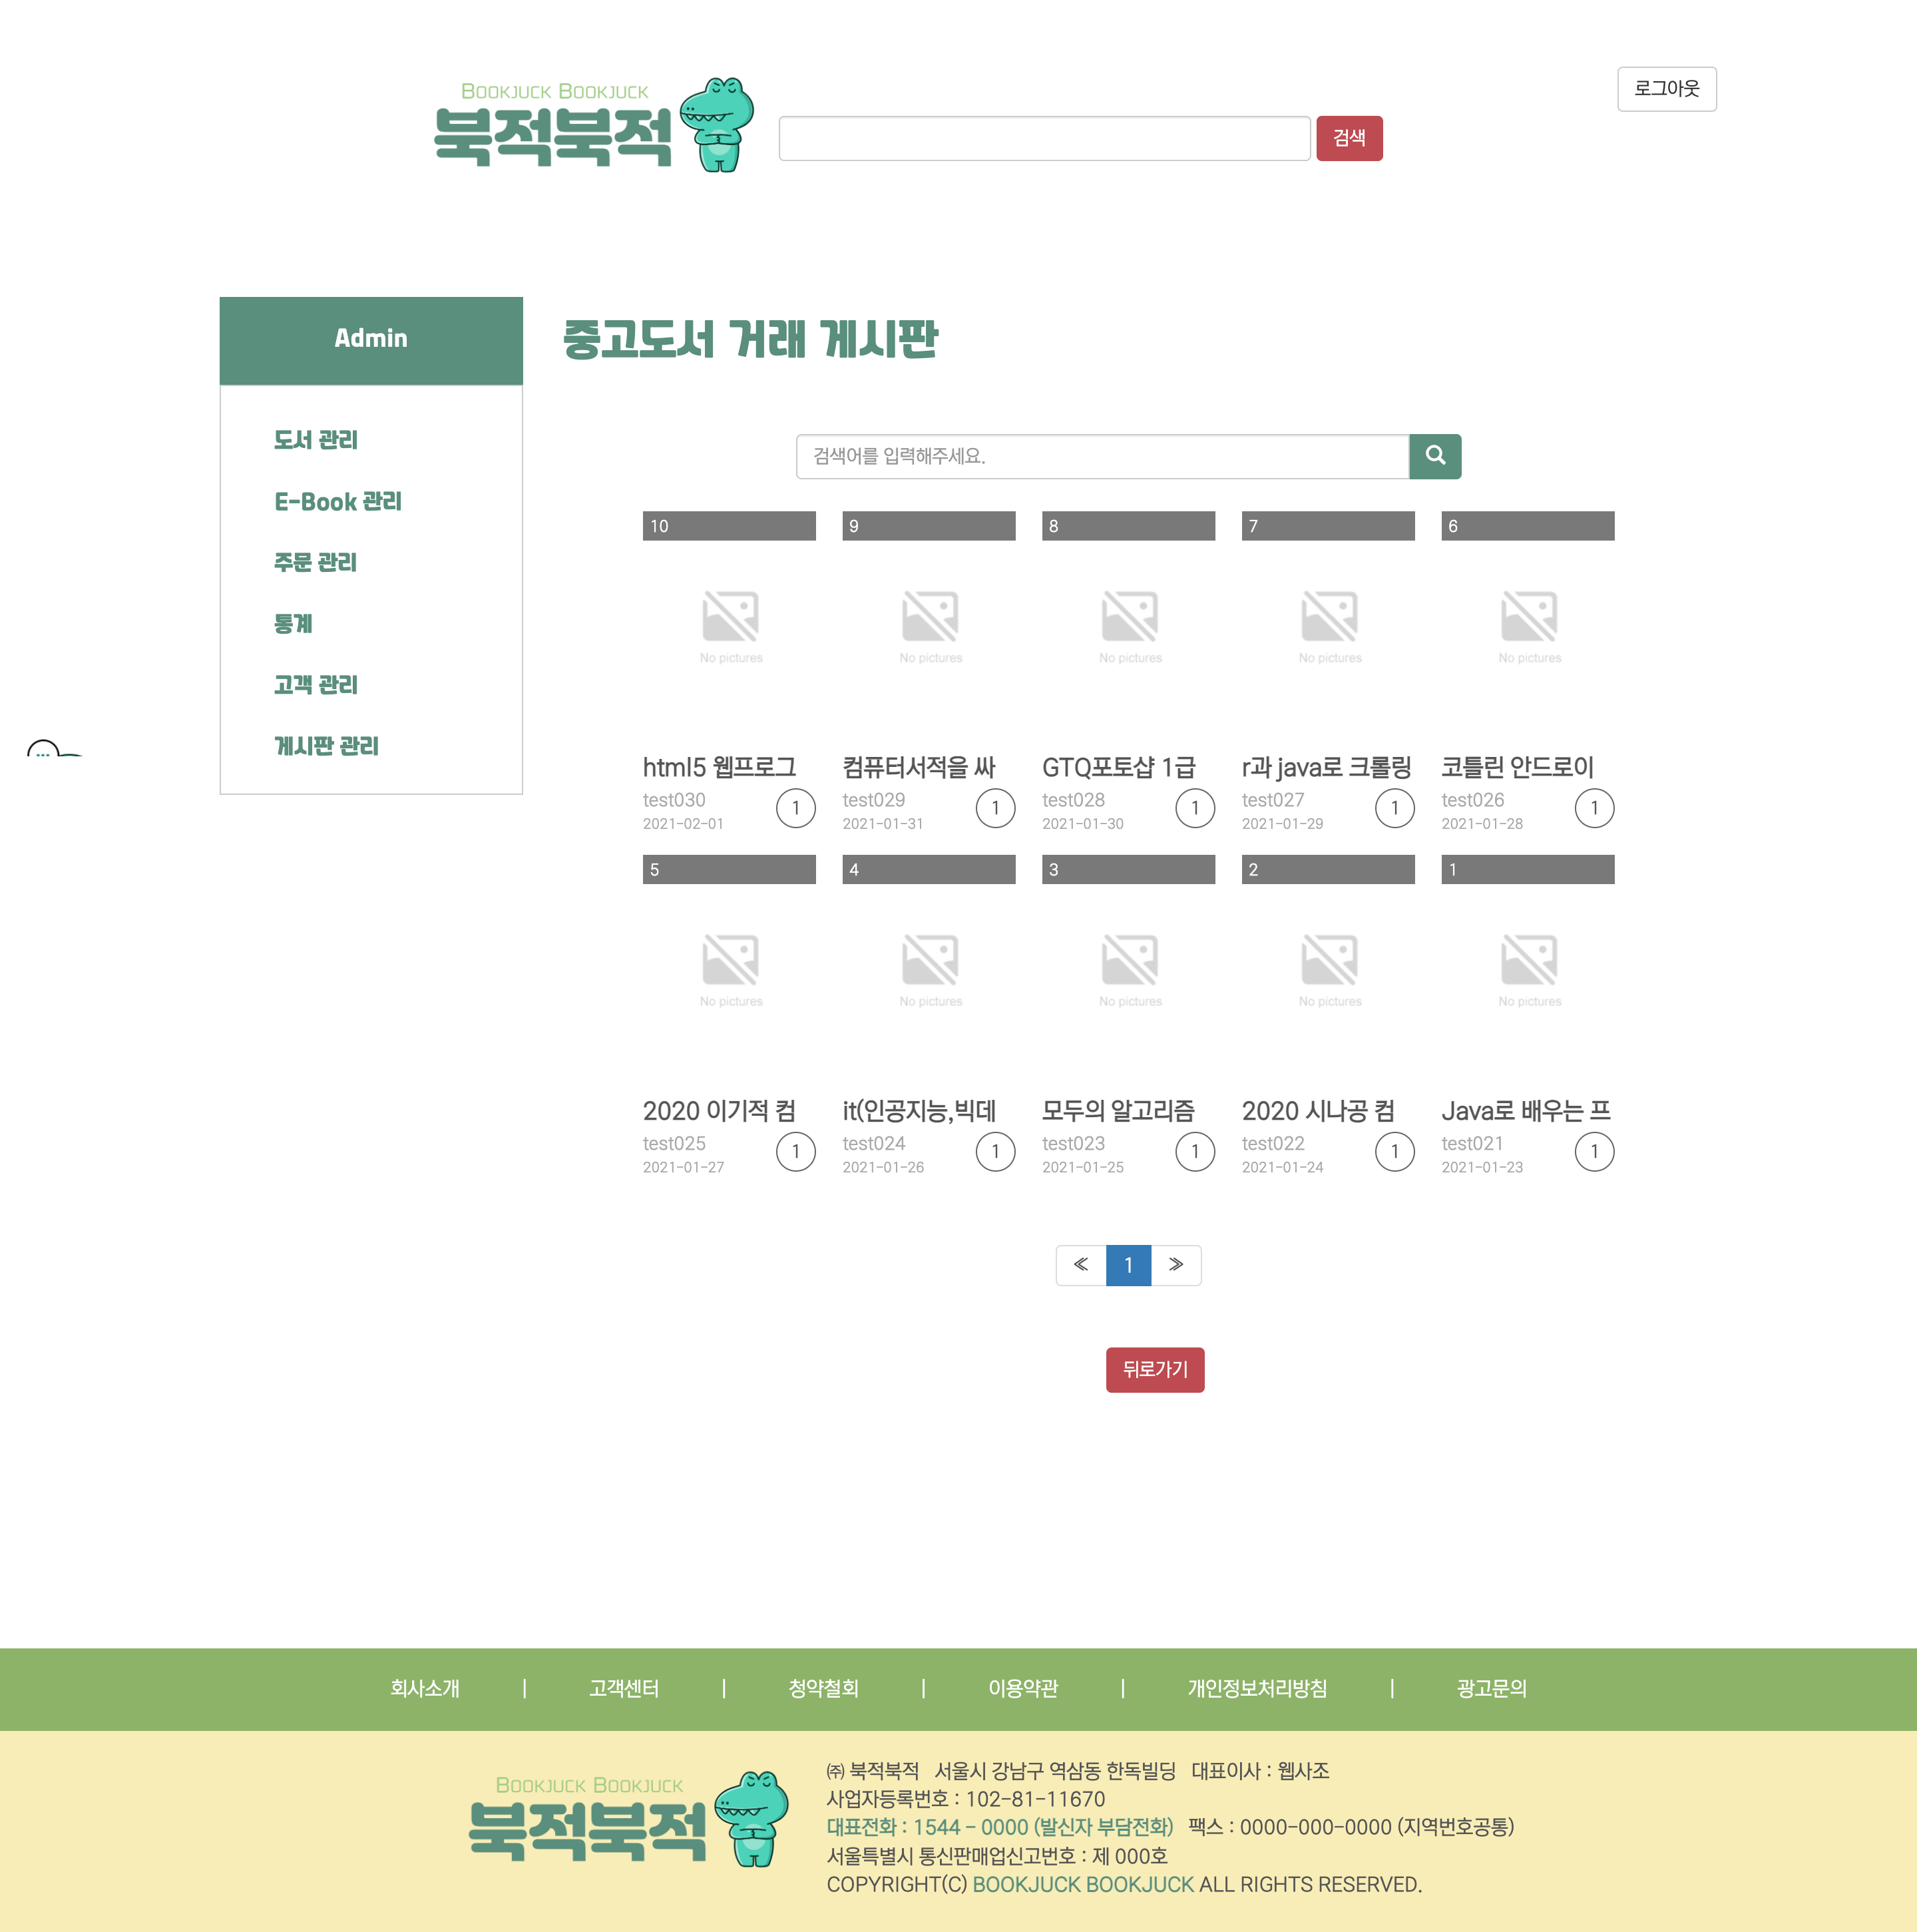 로그아웃
BOOKJUCK BOOKJUCK
북적북적
검색
Admin
중고도서 거래 게시판
도서 관리
E-Book 관리
주문 관리
통계
고객 관리
게시판 관리
검색어를 입력해주세요.
10 9 8 7 6
No pictures No pictures No pictures No pictures No pictures
html5 웹프로그 컴퓨터서적을 싸 GTQ포토샵 1급 r과 java로 크롤링 코틀린 안드로이
test030 1 test029 1 test028 1 test027 1 test026 1
2021-02-01 2021-01-31 2021-01-30 2021-01-29 2021-01-28
5 4 3 2 1
No pictures No pictures No pictures No pictures No pictures
2020 이기적 컴 it(인공지능,빅데 모두의 알고리즘 2020 시나공 컴 Java로 배우는 프
test025 1 test024 1 test023 1 test022 1 test021 1
2021-01-27 2021-01-26 2021-01-25 2021-01-24 2021-01-23
≪ 1 ≫
뒤로가기
회사소개 | 고객센터 | 청약철회 | 이용약관 | 개인정보처리방침 | 광고문의
BOOKJUCK BOOKJUCK
북적북적
㈜ 북적북적 서울시 강남구 역삼동 한독빌딩 대표이사 : 웹사조
사업자등록번호 : 102-81-11670
대표전화 : 1544 - 0000 (발신자 부담전화) 팩스 : 0000-000-0000 (지역번호공통)
서울특별시 통신판매업신고번호 : 제 000호
COPYRIGHT(C) BOOKJUCK BOOKJUCK ALL RIGHTS RESERVED.